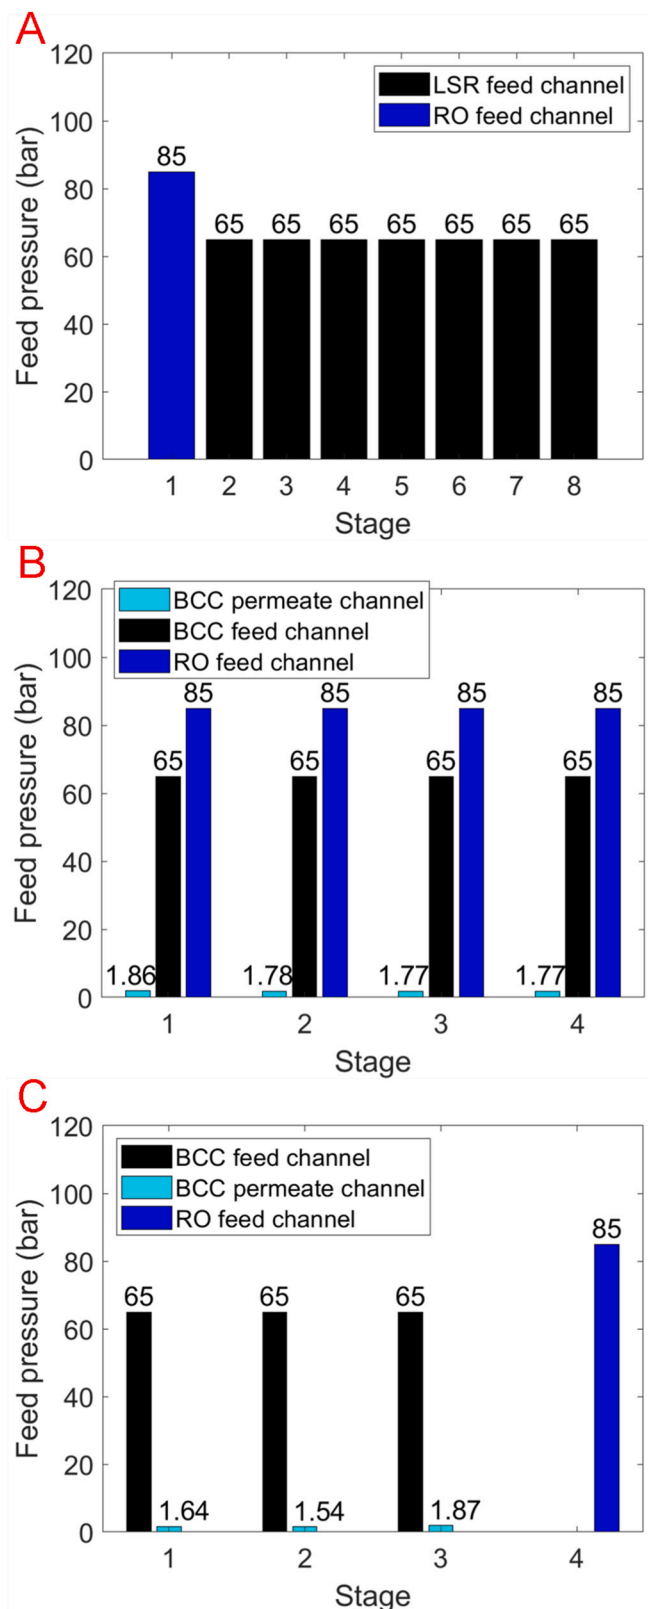 A
120
LSR feed channel
RO feed channel
100
85
80
65 65 65 65 65 65 65
60
40
20
0
Feed pressure (bar)
1 2 3 4 5 6 7 8
Stage
B
120
BCC permeate channel
BCC feed channel
RO feed channel
100
85 85 85 85
80
65 65 65 65
60
40
20
1.86 1.78 1.77 1.77
0
Feed pressure (bar)
1 2 3 4
Stage
C
120
BCC feed channel
BCC permeate channel
RO feed channel
100
85
80
65 65 65
60
40
20
1.64 1.54 1.87
0
Feed pressure (bar)
1 2 3 4
Stage